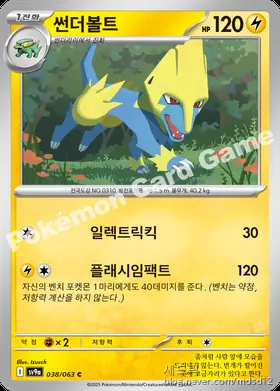 1진화
썬더볼트
HP 120
썬더라이에서 진화
전국도감 NO.0310 방전포켓몬 키: 1.5m 몸무게: 40.2 kg
Pokémon Card Game
일렉트릭킥 30
플래시임팩트 120
자신의 벤치 포켓몬 1마리에게도 40데미지를 준다. (벤치는 약점, 저항력을 계산하지 않는다.)
약점 ×2 저항력 후퇴
Illus. tzucch
sv9a 038/063 C
©2025 Pokémon/Nintendo/Creatures/GAME FREAK